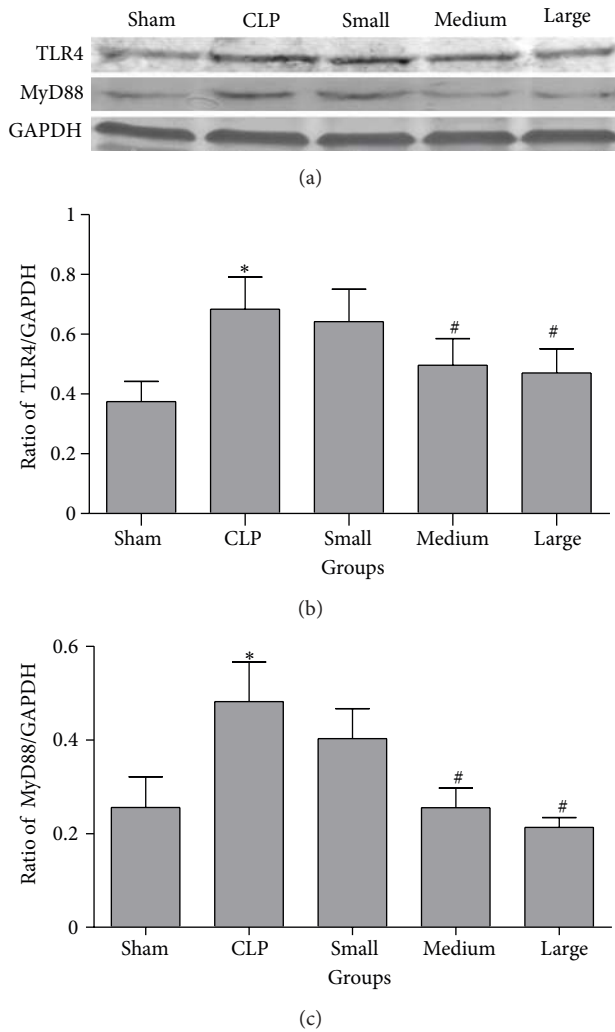 Sham CLP Small Medium Large
TLR4
MyD88
GAPDH
(a)
1
0.8
0.6
0.4
0.2
0
Ratio of TLR4/GAPDH
*
#
#
Sham CLP Small Medium Large
Groups
(b)
0.6
0.4
0.2
0
Ratio of MyD88/GAPDH
*
#
#
Sham CLP Small Medium Large
Groups
(c)